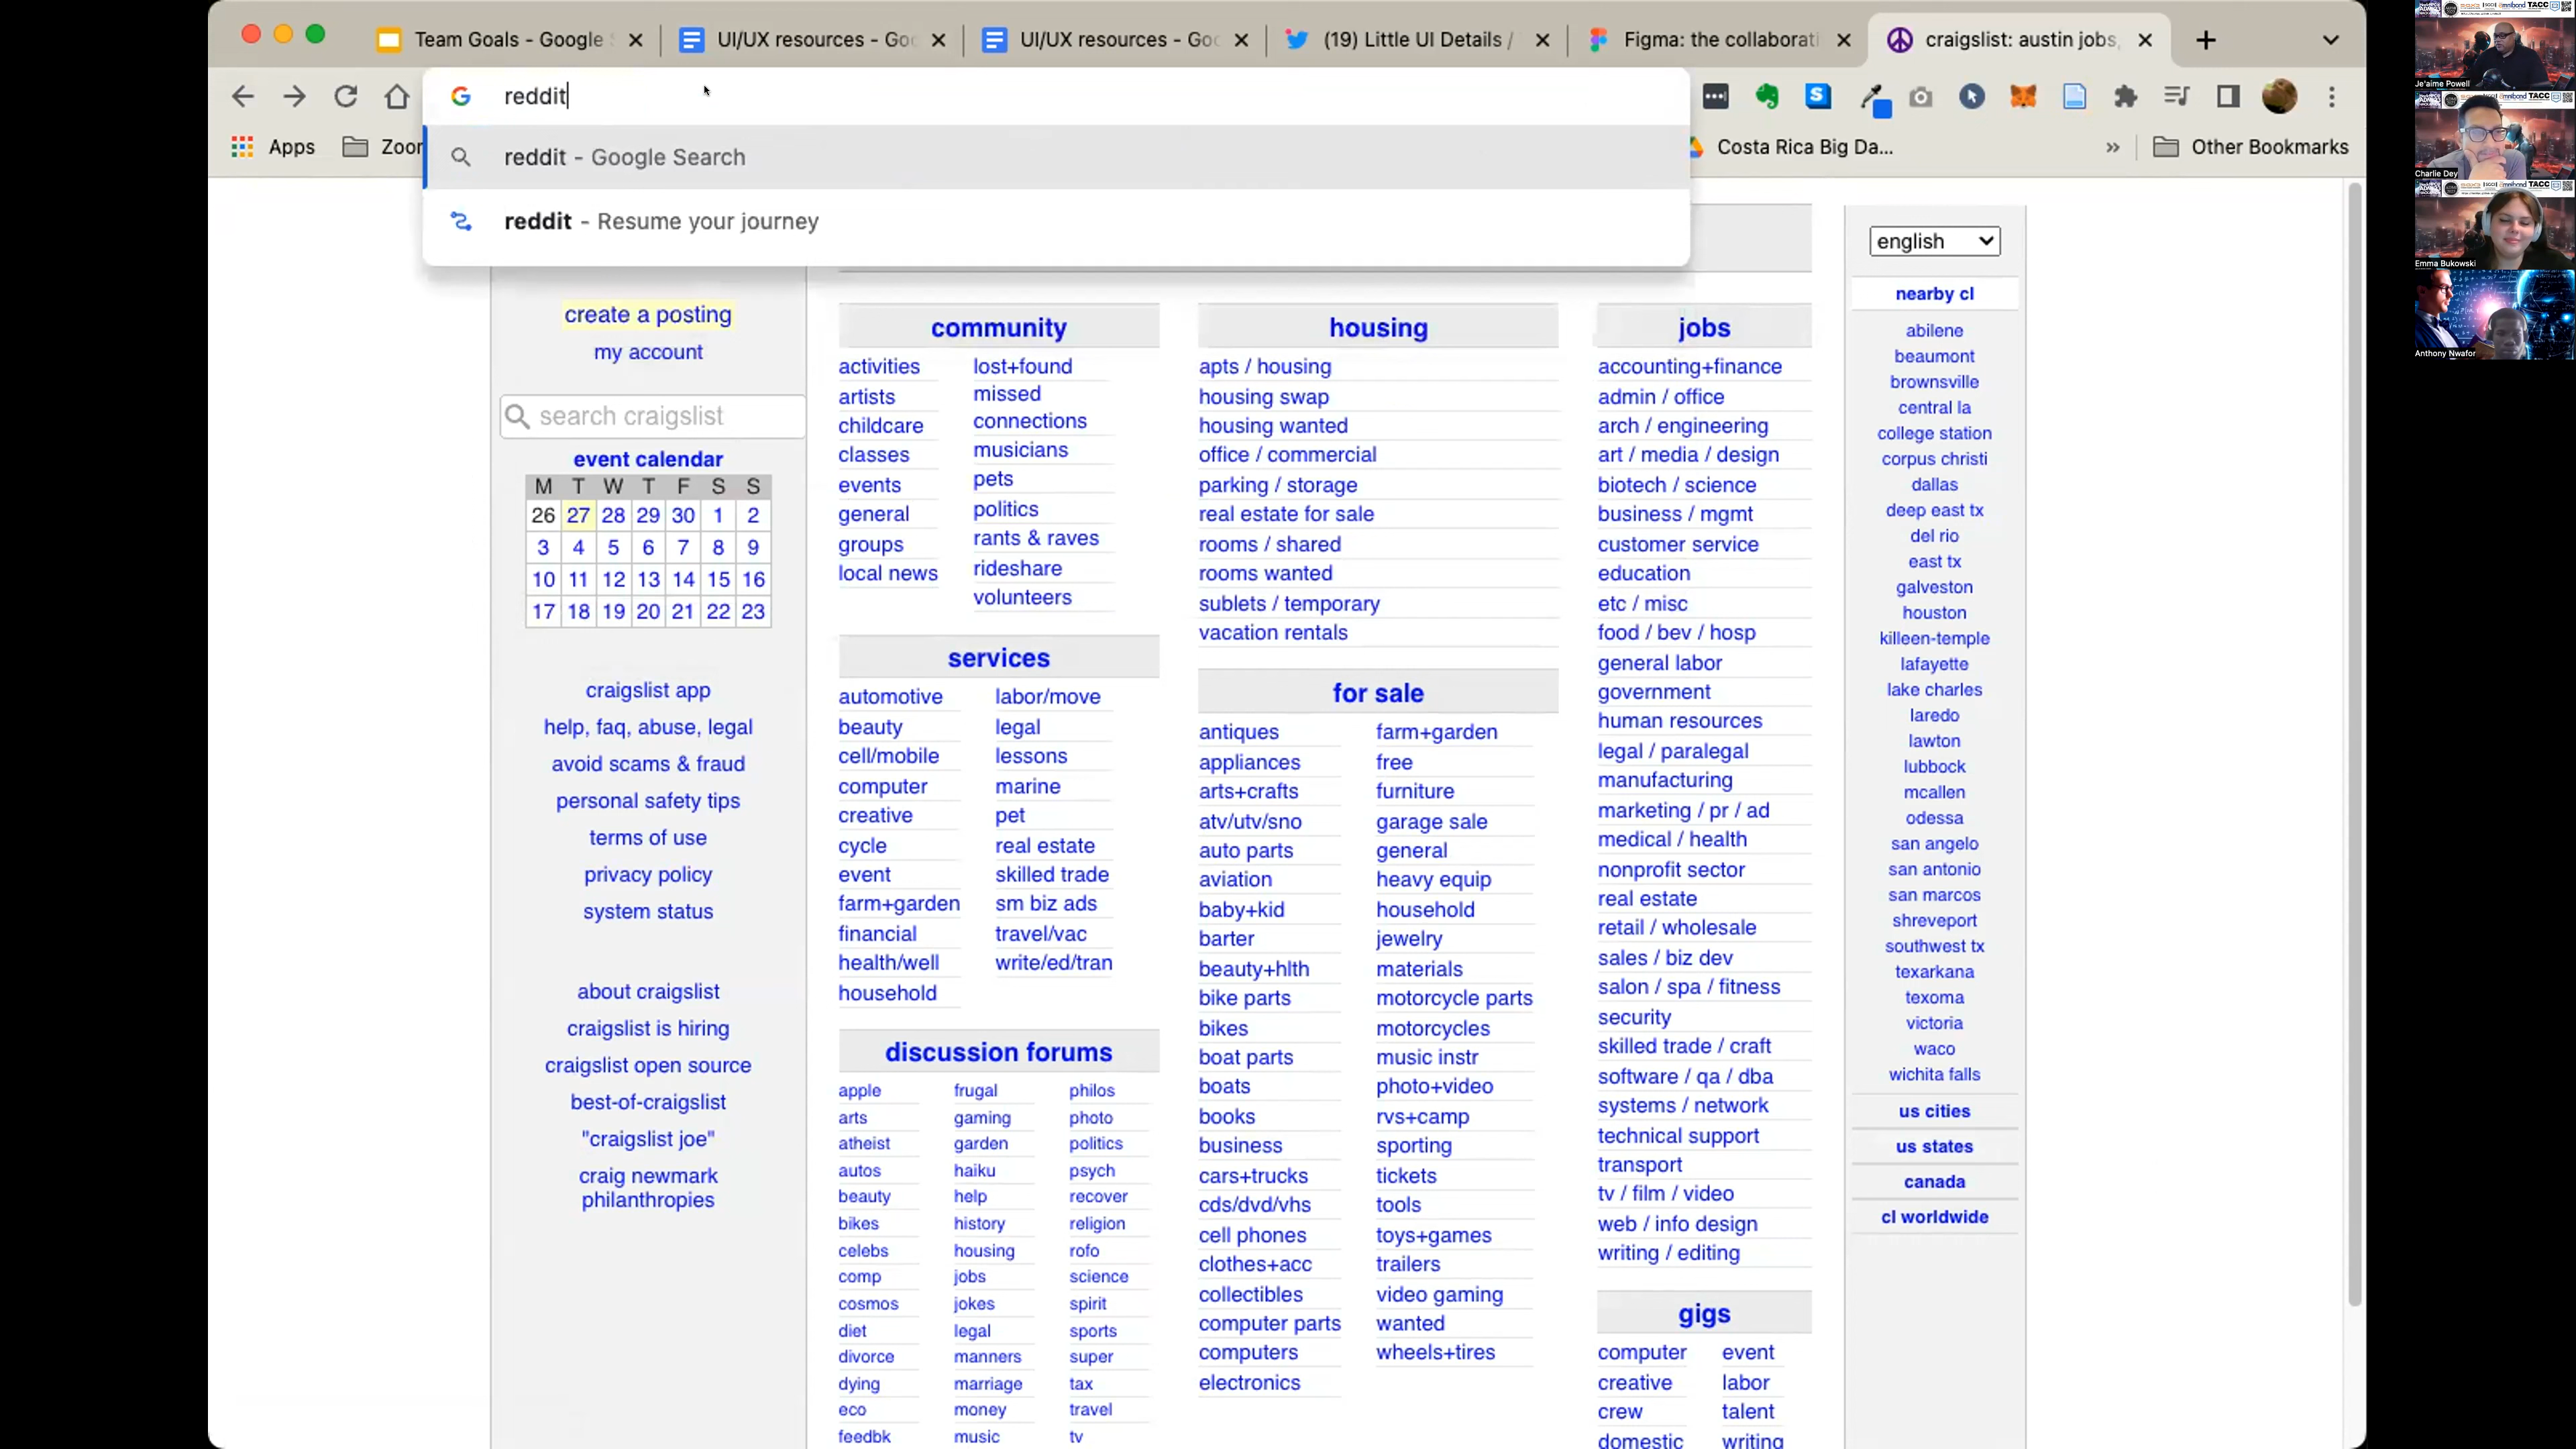 Team Goals - Google S
UI/UX resources - Goo
UI/UX resources - Goo
(19) Little UI Details /
Figma: the collaborati
craigslist: austin jobs,
reddit
Apps
Zoor
reddit - Google Search
Costa Rica Big Da...
Other Bookmarks
reddit - Resume your journey
create a posting
my account
search craigslist
event calendar
M T W T F S S
26 27 28 29 30 1 2
3 4 5 6 7 8 9
10 11 12 13 14 15 16
17 18 19 20 21 22 23
craigslist app
help, faq, abuse, legal
avoid scams & fraud
personal safety tips
terms of use
privacy policy
system status
about craigslist
craigslist is hiring
craigslist open source
best-of-craigslist
"craigslist joe"
craig newmark
philanthropies
community
activities
artists
childcare
classes
events
general
groups
local news
lost+found
missed
connections
musicians
pets
politics
rants & raves
rideshare
volunteers
services
automotive
beauty
cell/mobile
computer
creative
cycle
event
farm+garden
financial
health/well
household
labor/move
legal
lessons
marine
pet
real estate
skilled trade
sm biz ads
travel/vac
write/ed/tran
discussion forums
apple
arts
atheist
autos
beauty
bikes
celebs
comp
cosmos
diet
divorce
dying
eco
feedbk
frugal
gaming
garden
haiku
help
history
housing
jobs
jokes
legal
manners
marriage
money
music
philos
photo
politics
psych
recover
religion
rofo
science
spirit
sports
super
tax
travel
tv
housing
apts / housing
housing swap
housing wanted
office / commercial
parking / storage
real estate for sale
rooms / shared
rooms wanted
sublets / temporary
vacation rentals
for sale
antiques
appliances
arts+crafts
atv/utv/sno
auto parts
aviation
baby+kid
barter
beauty+hlth
bike parts
bikes
boat parts
boats
books
business
cars+trucks
cds/dvd/vhs
cell phones
clothes+acc
collectibles
computer parts
computers
electronics
farm+garden
free
furniture
garage sale
general
heavy equip
household
jewelry
materials
motorcycle parts
motorcycles
music instr
photo+video
rvs+camp
sporting
tickets
tools
toys+games
trailers
video gaming
wanted
wheels+tires
jobs
accounting+finance
admin / office
arch / engineering
art / media / design
biotech / science
business / mgmt
customer service
education
etc / misc
food / bev / hosp
general labor
government
human resources
legal / paralegal
manufacturing
marketing / pr / ad
medical / health
nonprofit sector
real estate
retail / wholesale
sales / biz dev
salon / spa / fitness
security
skilled trade / craft
software / qa / dba
systems / network
technical support
transport
tv / film / video
web / info design
writing / editing
gigs
computer
creative
crew
domestic
event
labor
talent
writing
english
nearby cl
abilene
beaumont
brownsville
central la
college station
corpus christi
dallas
deep east tx
del rio
east tx
galveston
houston
killeen-temple
lafayette
lake charles
laredo
lawton
lubbock
mcallen
odessa
san angelo
san antonio
san marcos
shreveport
southwest tx
texarkana
texoma
victoria
waco
wichita falls
us cities
us states
canada
cl worldwide
TACC
Je'aime Powell
TACC
Charlie Dey
TACC
Emma Bukowski
Anthony Nwafor